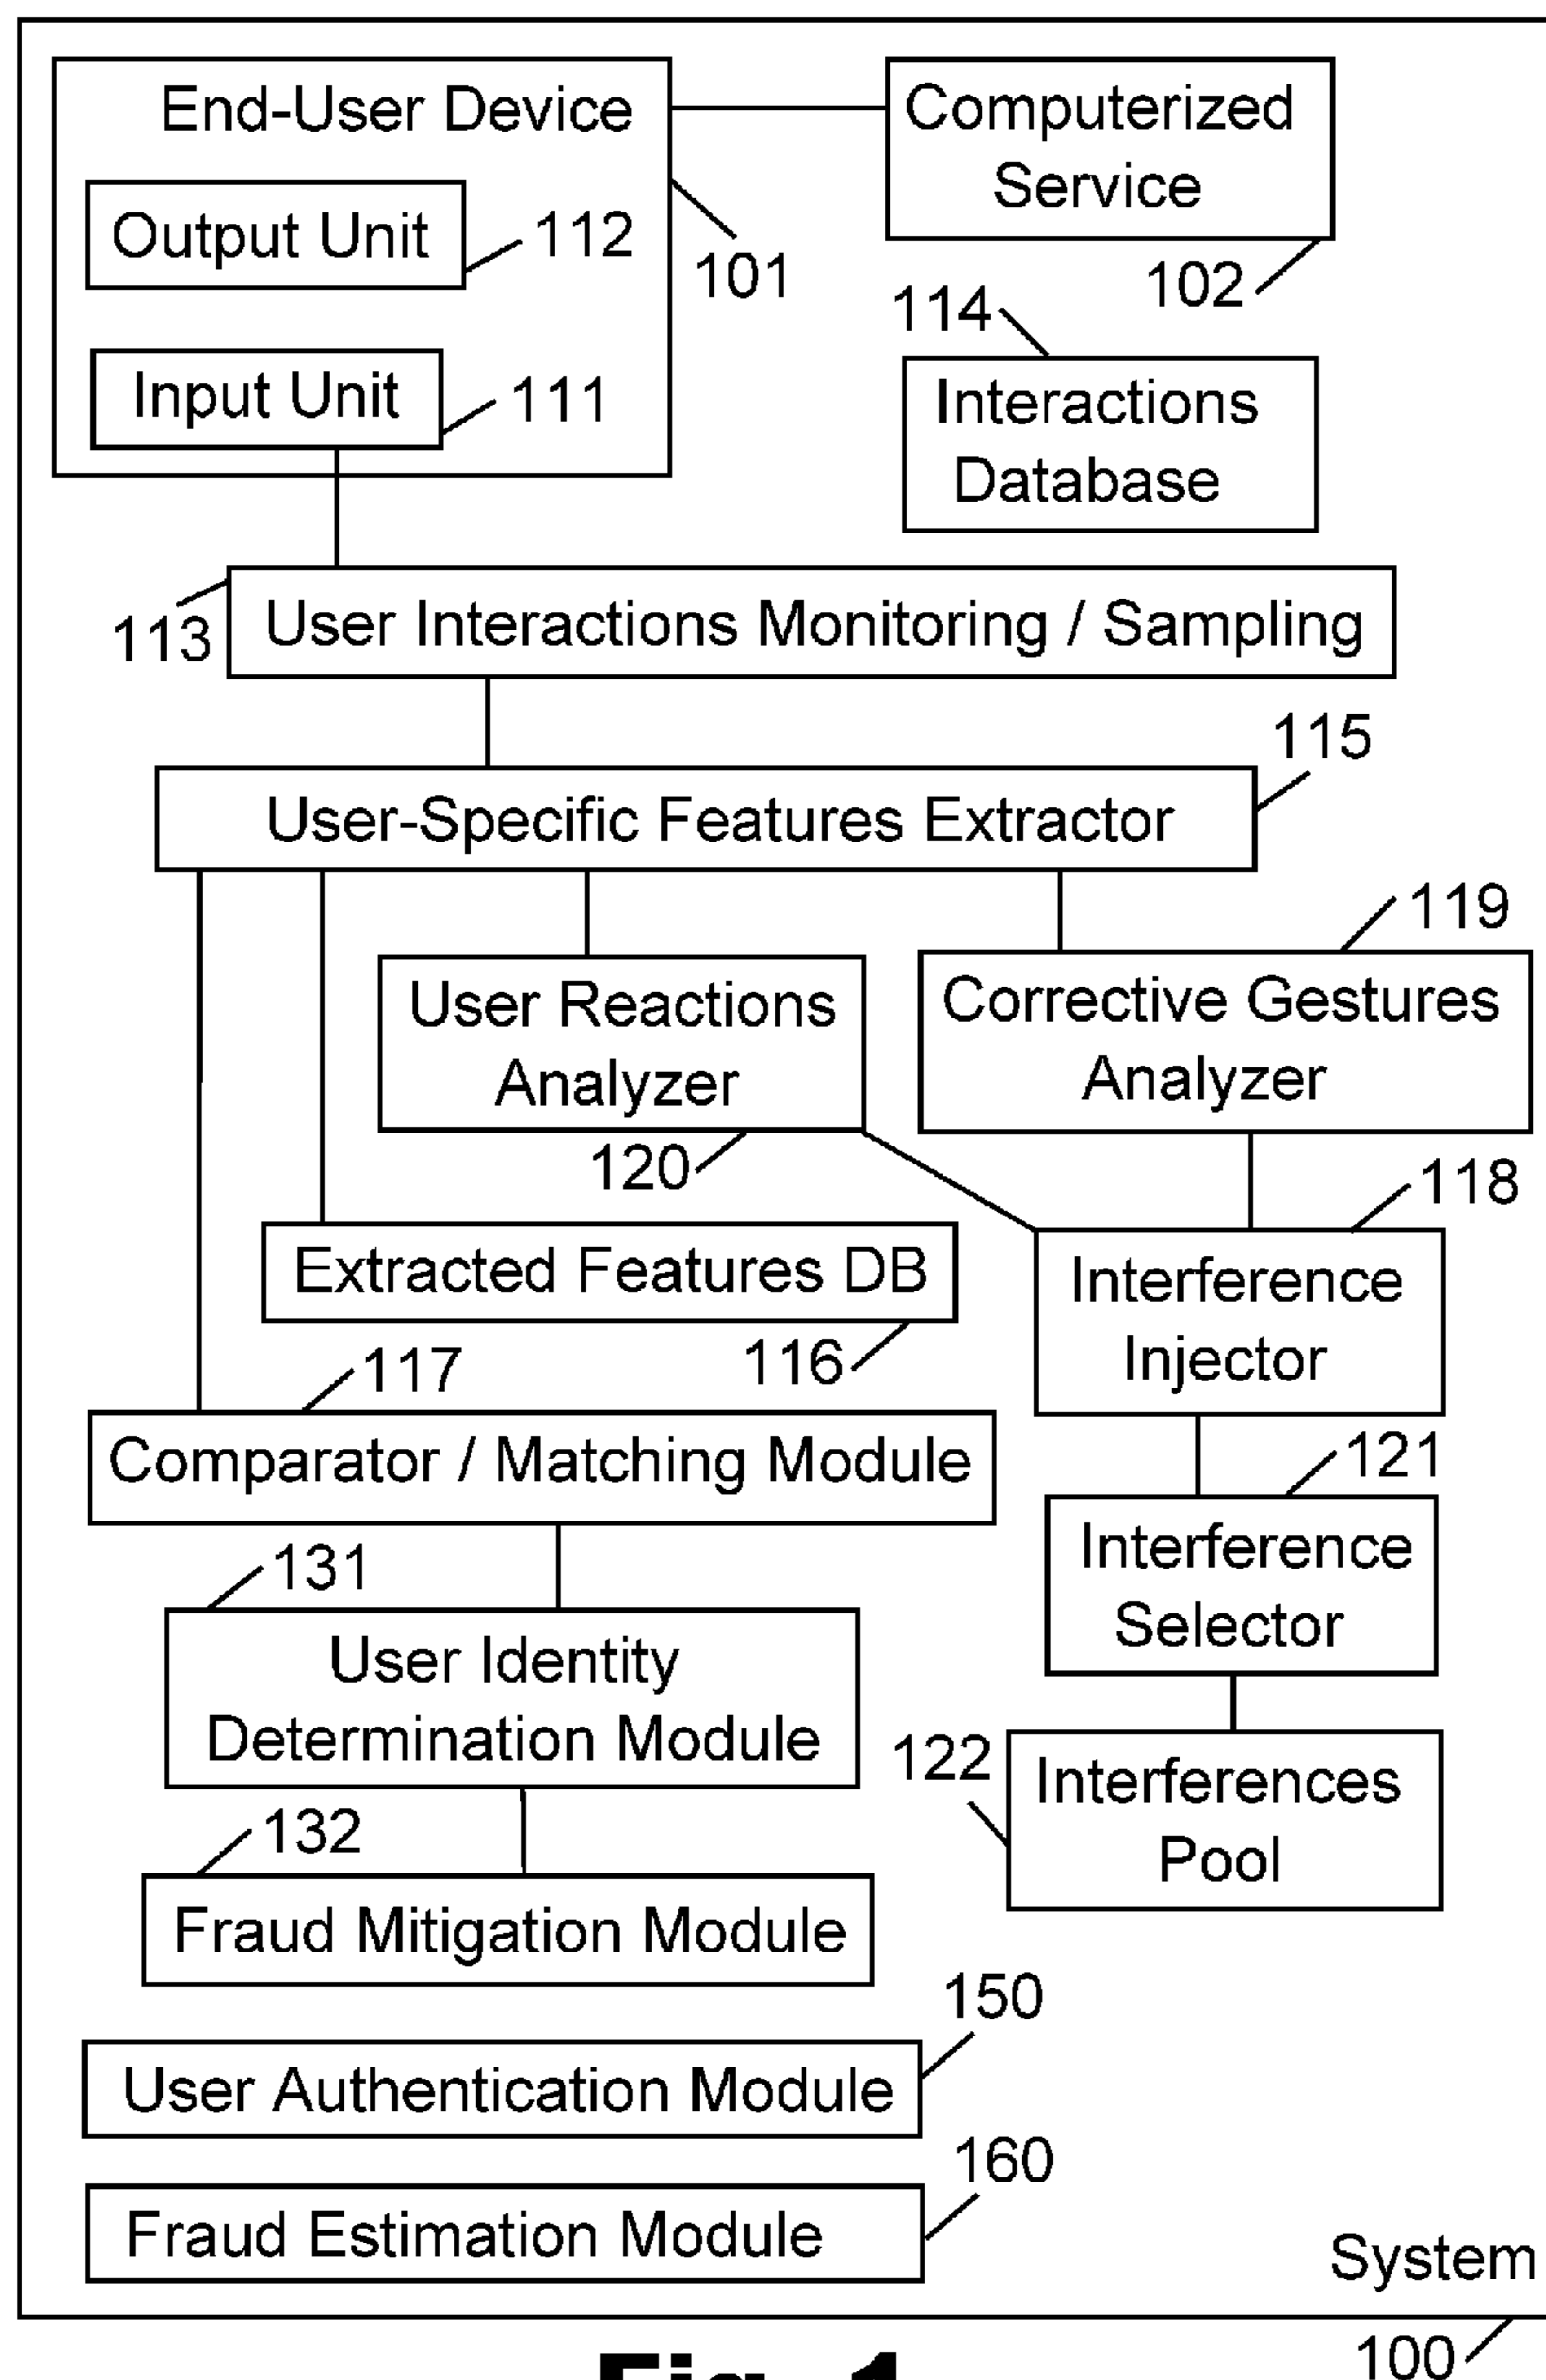 End-User Device
Computerized
Service
Output Unit
112
101
102
114
Input Unit
111
Interactions
Database
113
User Interactions Monitoring / Sampling
115
User-Specific Features Extractor
119
User Reactions
Analyzer
Corrective Gestures
Analyzer
120
118
Extracted Features DB
Interference
Injector
117
116
Comparator / Matching Module
121
131
Interference
Selector
User Identity
Determination Module
122
Interferences
Pool
132
Fraud Mitigation Module
150
User Authentication Module
160
Fraud Estimation Module
System
100
Fig. 1